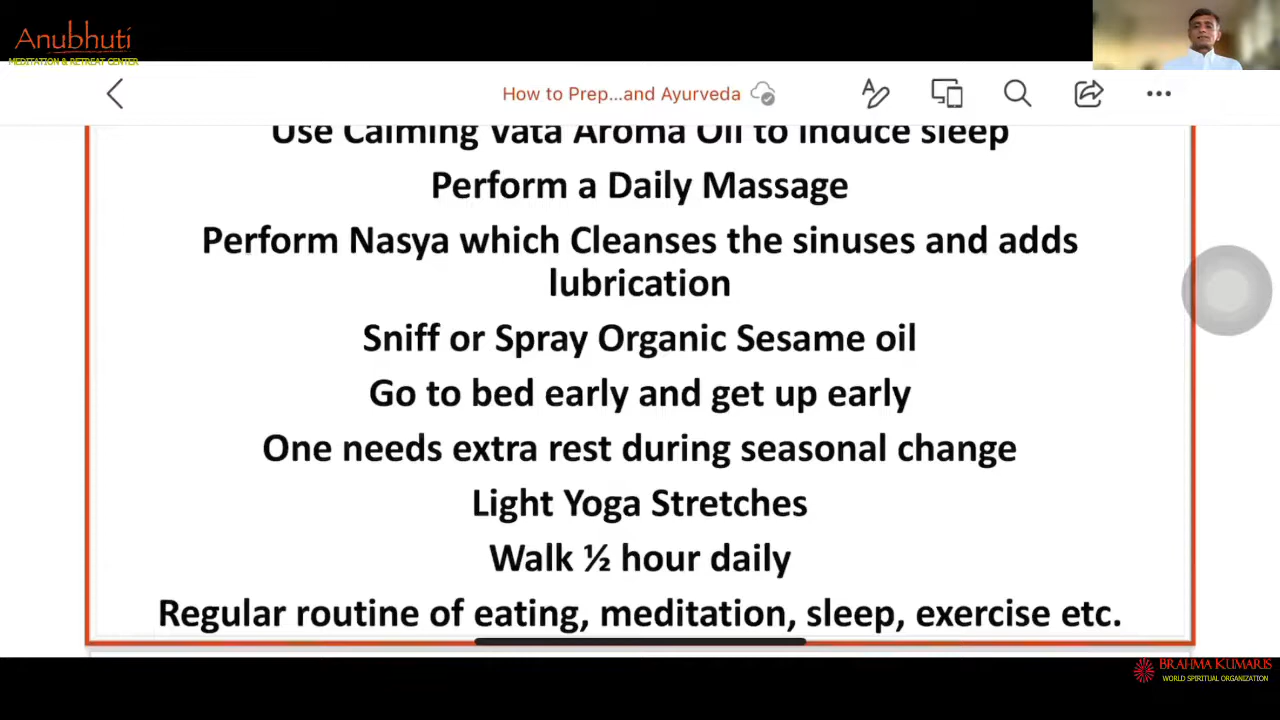 Anubhuti
MEDITATION & RETREAT CENTER
How to Prep...and Ayurveda
Use Calming Vata Aroma Oil to induce sleep
Perform a Daily Massage
Perform Nasya which Cleanses the sinuses and adds
lubrication
Sniff or Spray Organic Sesame oil
Go to bed early and get up early
One needs extra rest during seasonal change
Light Yoga Stretches
Walk ½ hour daily
Regular routine of eating, meditation, sleep, exercise etc.
BRAHMA KUMARIS
WORLD SPIRITUAL ORGANIZATION